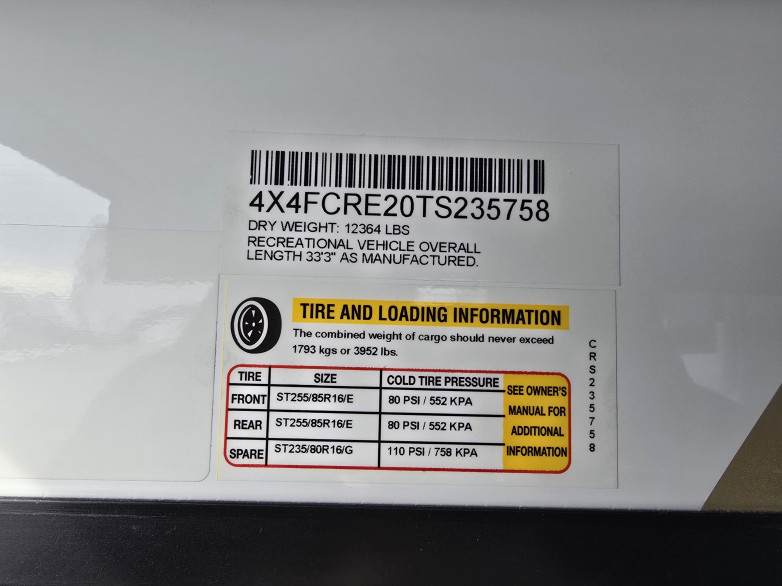 4X4FCRE20TS235758
DRY WEIGHT: 12364 LBS
RECREATIONAL VEHICLE OVERALL
LENGTH 33'3" AS MANUFACTURED.
TIRE AND LOADING INFORMATION
The combined weight of cargo should never exceed
1793 kgs or 3952 lbs.
TIRE SIZE COLD TIRE PRESSURE SEE OWNER'S
FRONT ST255/85R16/E 80 PSI / 552 KPA MANUAL FOR
REAR ST255/85R16/E 80 PSI / 552 KPA ADDITIONAL
SPARE ST235/80R16/G 110 PSI / 758 KPA INFORMATION
CRS235758